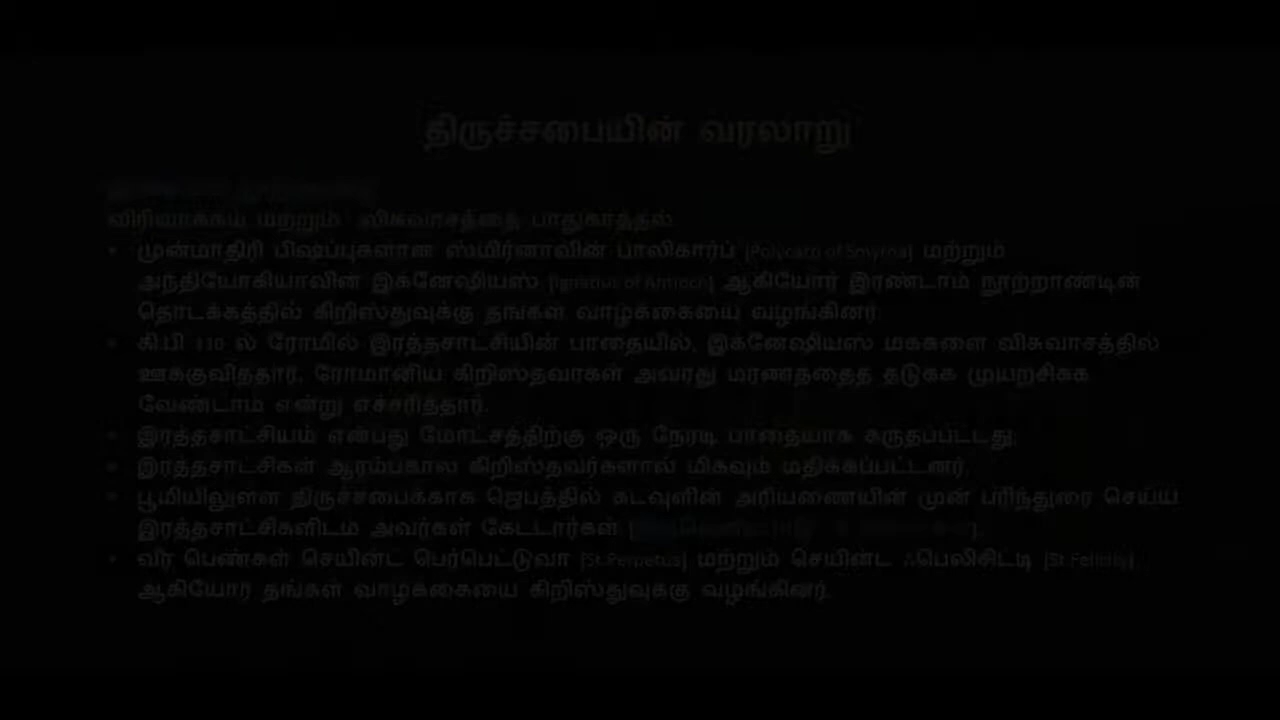 திருச்சபையின் வரலாறு
விரிவாக்கம் மற்றும் விசுவாசத்தைத் பாதுகாத்தல்
• முன்மாதிரி பிஷப்புகளான ஸ்மிர்னாவின் பாலிகார்ப் [Polycarp of Smyrna] மற்றும்
அந்தியோகியாவின் இக்னேஷியஸ் [Ignatius of Antioch] ஆகியோர் இரண்டாம் நூற்றாண்டின்
தொடக்கத்தில் கிறிஸ்துவுக்கு தங்கள் வாழ்க்கையை வழங்கினர்.
• கி.பி 110 ல் ரோமில் இரத்தசாட்சியின் பாதையில், இக்னேஷியஸ் மக்களை விசுவாசத்தில்
ஊக்குவித்தார், ரோமானிய கிறிஸ்தவர்கள் அவரது மரணத்தைத் தடுக்க முயற்சிக்க
வேண்டாம் என்று எச்சரித்தார்.
• இரத்தசாட்சியம் என்பது மோட்சத்திற்கு ஒரு நேரடி பாதையாக கருதப்பட்டது.
• இரத்தசாட்சிகள் ஆரம்பகால கிறிஸ்தவர்களால் மிகவும் மதிக்கப்பட்டனர்.
• பூமியிலுள்ள திருச்சபைக்காக ஜெபத்தில் கடவுளின் அரியணையின் முன் பரிந்துரை செய்ய
இரத்தசாட்சிகளிடம் அவர்கள் கேட்டார்கள்
• வீர பெண்கள் செயின்ட் பெர்பெட்டுவா [St.Perpetua] மற்றும் செயின்ட் ஃபெலிசிட்டி [St.Felicity],
ஆகியோர் தங்கள் வாழ்க்கையை கிறிஸ்துவுக்கு வழங்கினர்.